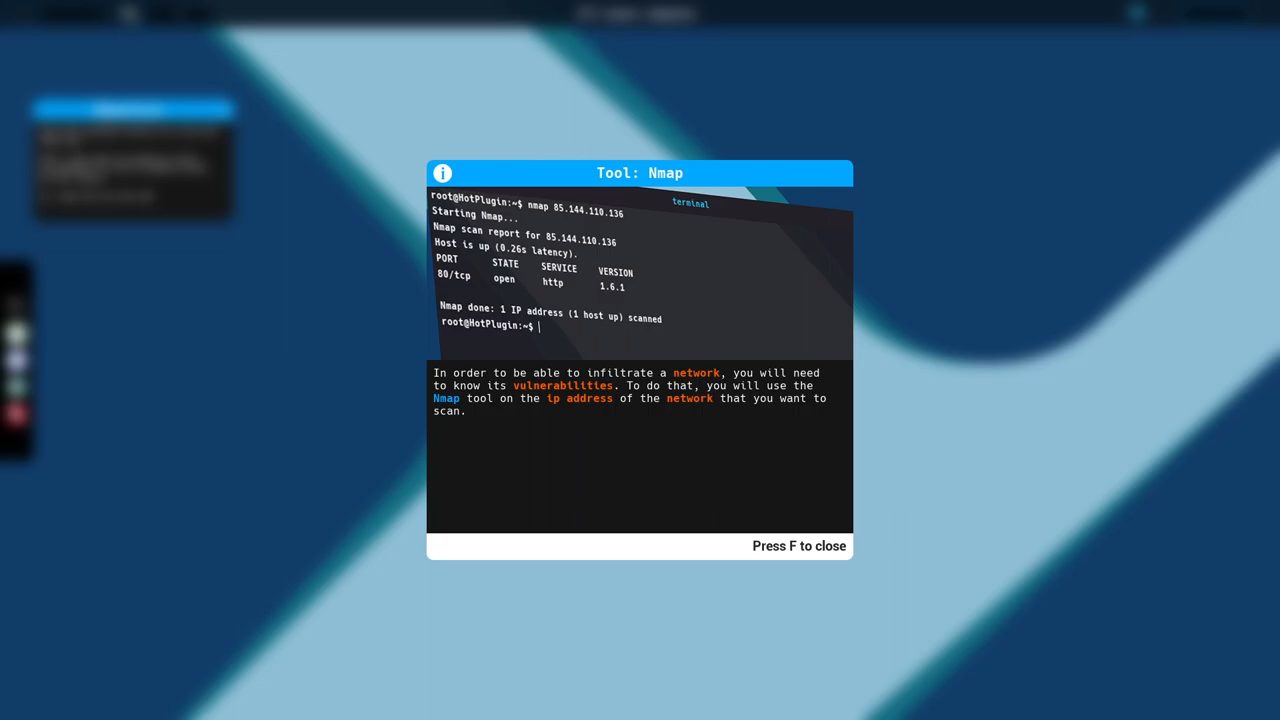 Tool: Nmap
terminal
root@HotPlugin:~$ nmap 85.144.110.136
Starting Nmap...
Nmap scan report for 85.144.110.136
Host is up (0.26s latency).
PORT STATE SERVICE VERSION
80/tcp open http 1.6.1
Nmap done: 1 IP address (1 host up) scanned
root@HotPlugin:~$
In order to be able to infiltrate a network, you will need
to know its vulnerabilities. To do that, you will use the
Nmap tool on the ip address of the network that you want to
scan.
Press F to close